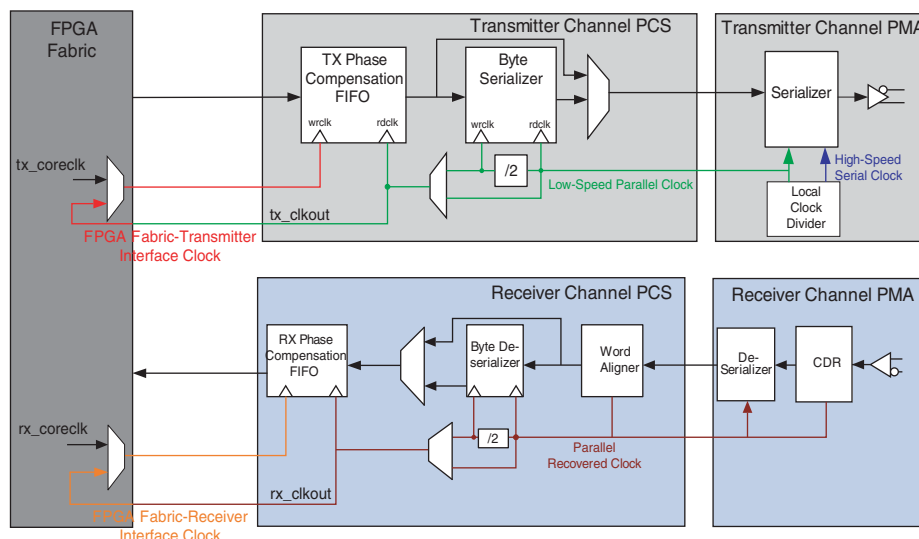 FPGA
Fabric
Transmitter Channel PCS
Transmitter Channel PMA
TX Phase
Compensation
FIFO
wrclk
rdclk
Byte
Serializer
wrclk
rdclk
Serializer
/2
Low-Speed Parallel Clock
High-Speed
Serial Clock
Local
Clock
Divider
tx_coreclk
tx_clkout
FPGA Fabric-Transmitter
Interface Clock
Receiver Channel PCS
Receiver Channel PMA
RX Phase
Compensation
FIFO
Byte De-
serializer
Word
Aligner
De-
Serializer
CDR
/2
Parallel
Recovered Clock
rx_coreclk
rx_clkout
FPGA Fabric-Receiver
Interface Clock